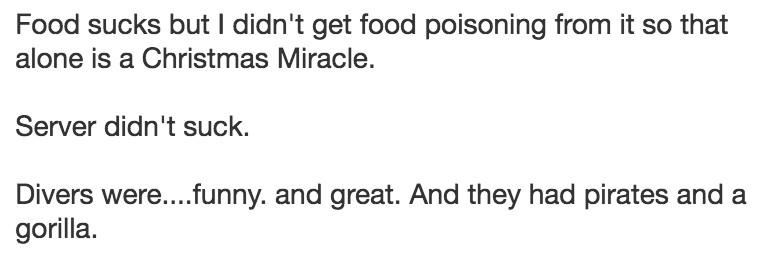 Food sucks but I didn't get food poisoning from it so that
alone is a Christmas Miracle.
Server didn't suck.
Divers were....funny. and great. And they had pirates and a
gorilla.